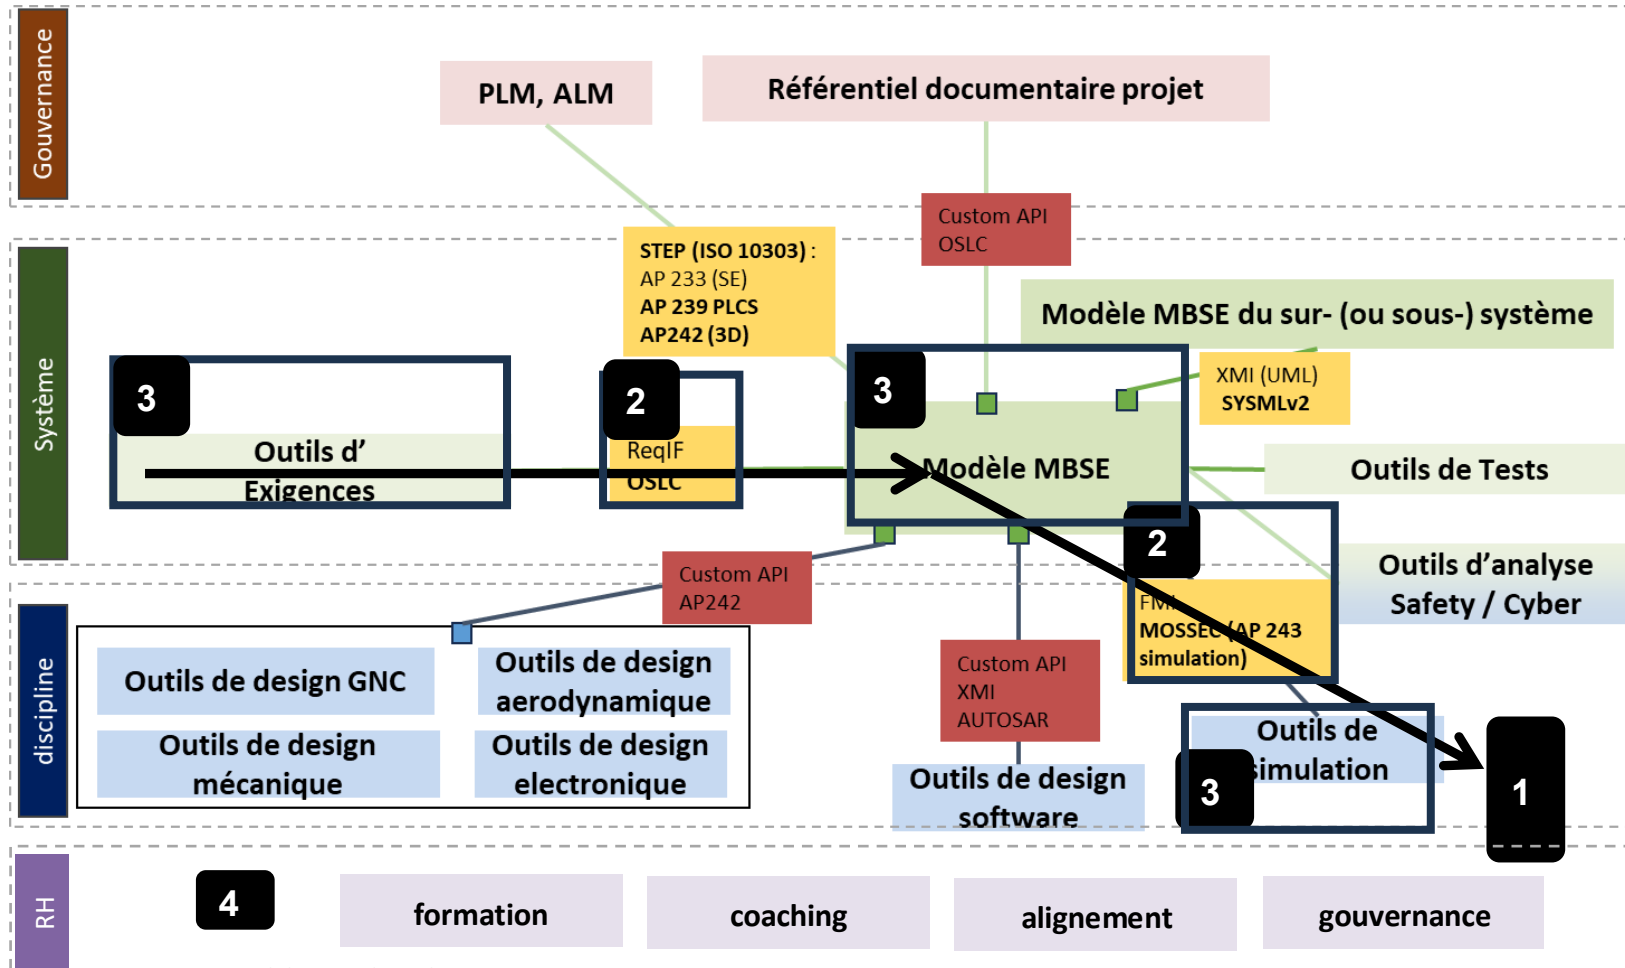 Gouvernance
PLM, ALM
Référentiel documentaire projet
Custom API
OSLC
Système
STEP (ISO 10303) :
AP 233 (SE)
AP 239 PLCS
AP242 (3D)
Modèle MBSE du sur- (ou sous-) système
XMI (UML)
SYSMLv2
3
2
3
Outils d’
Exigences
ReqIF
OSLC
Modèle MBSE
Outils de Tests
2
Outils d’analyse
Safety / Cyber
discipline
Custom API
AP242
FMI
MOSSEC (AP 243
simulation)
Outils de design GNC
Outils de design
aerodynamique
Outils de design
mécanique
Outils de design
electronique
Custom API
XMI
AUTOSAR
Outils de design
software
Outils de
simulation
3
1
RH
4
formation
coaching
alignement
gouvernance